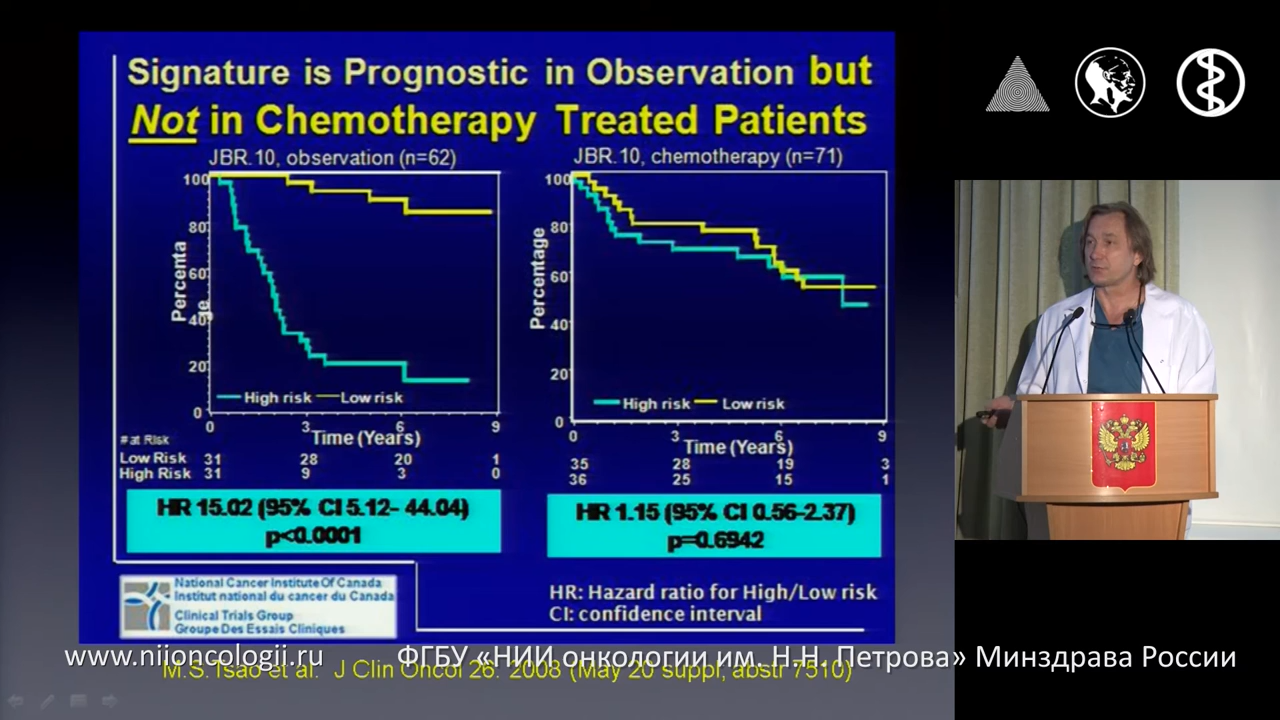 Signature is Prognostic in Observation but
Not in Chemotherapy Treated Patients
JBR.10, observation (n=62)
100
80
60
40
20
0
Percenta
ge
High risk
Low risk
0
3
6
9
Time (Years)
# at Risk
Low Risk 31 28 20 1
High Risk 31 9 3 0
HR 15.02 (95% CI 5.12- 44.04)
p<0.0001
JBR.10, chemotherapy (n=71)
100
80
60
40
20
0
Percentage
High risk
Low risk
0
3
6
9
Time (Years)
35 28 19 3
36 25 15 1
HR 1.15 (95% CI 0.56-2.37)
p=0.6942
National Cancer Institute Of Canada
Institut national du cancer du Canada
Clinical Trials Group
Groupe Des Essais Cliniques
HR: Hazard ratio for High/Low risk
CI: confidence interval
www.niioncologii.ru ФГБУ «НИИ онкологии им. Н.Н. Петрова» Минздрава России
M.S.Tsao et al. J Clin Oncol 26: 2008 (May 20 suppl; abstr 7510)